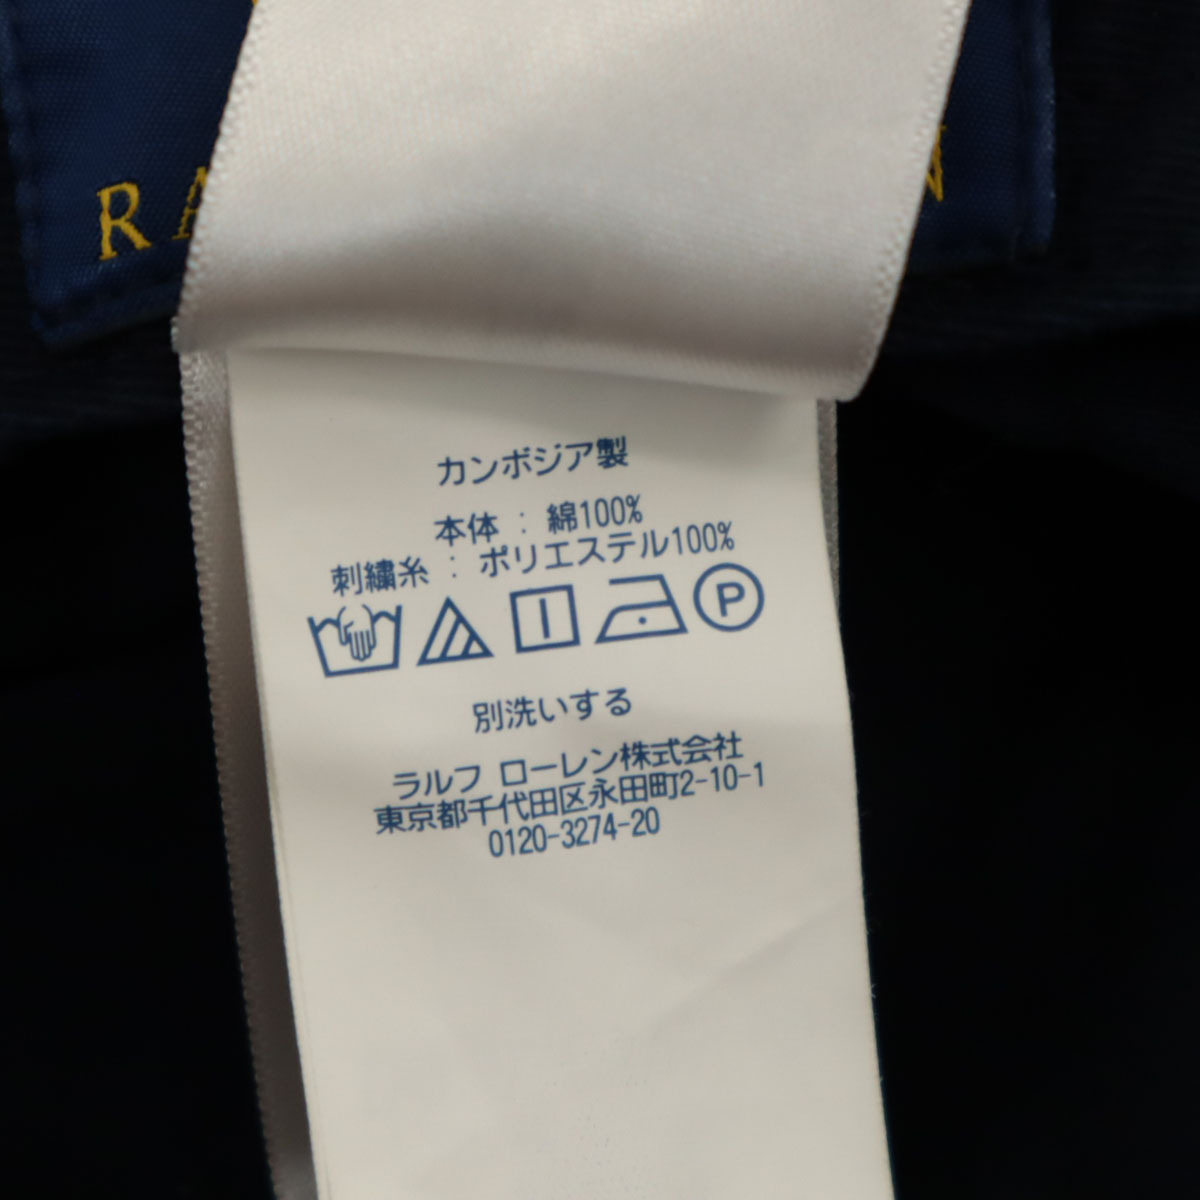 カンボジア製
本体 : 綿100%
刺繍糸 : ポリエステル100%
P
別洗いする
ラルフ ローレン株式会社
東京都千代田区永田町2-10-1
0120-3274-20